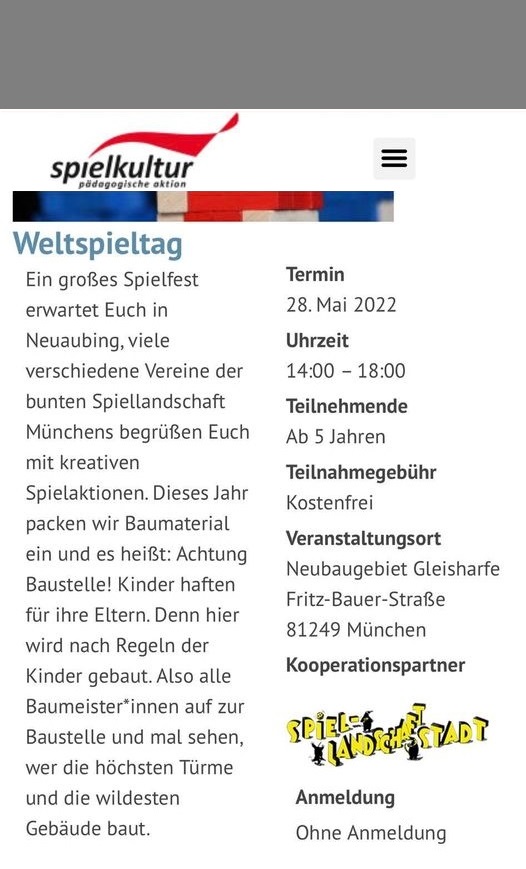 spielkultur
pädagogische aktion
Weltspieltag
Ein großes Spielfest
erwartet Euch in
Neuaubing, viele
verschiedene Vereine der
bunten Spiellandschaft
Münchens begrüßen Euch
mit kreativen
Spielaktionen. Dieses Jahr
packen wir Baumaterial
ein und es heißt: Achtung
Baustelle! Kinder haften
für ihre Eltern. Denn hier
wird nach Regeln der
Kinder gebaut. Also alle
Baumeister*innen auf zur
Baustelle und mal sehen,
wer die höchsten Türme
und die wildesten
Gebäude baut.
Termin
28. Mai 2022
Uhrzeit
14:00 – 18:00
Teilnehmende
Ab 5 Jahren
Teilnahmegebühr
Kostenfrei
Veranstaltungsort
Neubaugebiet Gleisharfe
Fritz-Bauer-Straße
81249 München
Kooperationspartner
SPiEL-
LANDSCHAFT STADT
Anmeldung
Ohne Anmeldung